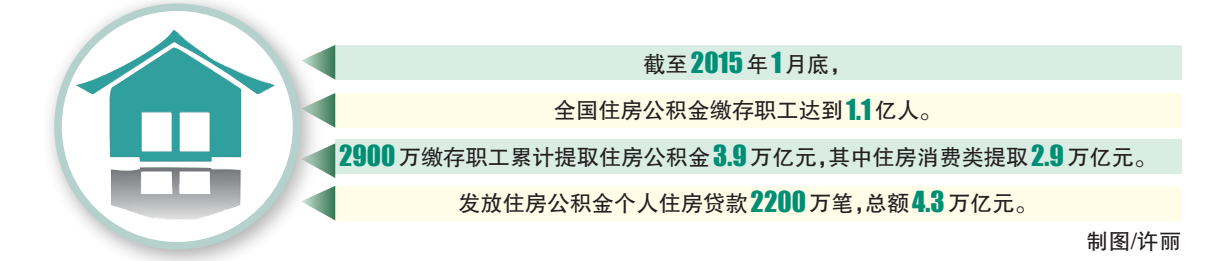 截至2015年1月底，
全国住房公积金缴存职工达到1.1亿人。
2900万缴存职工累计提取住房公积金3.9万亿元，其中住房消费类提取2.9万亿元。
发放住房公积金个人住房贷款2200万笔，总额4.3万亿元。
制图/许丽